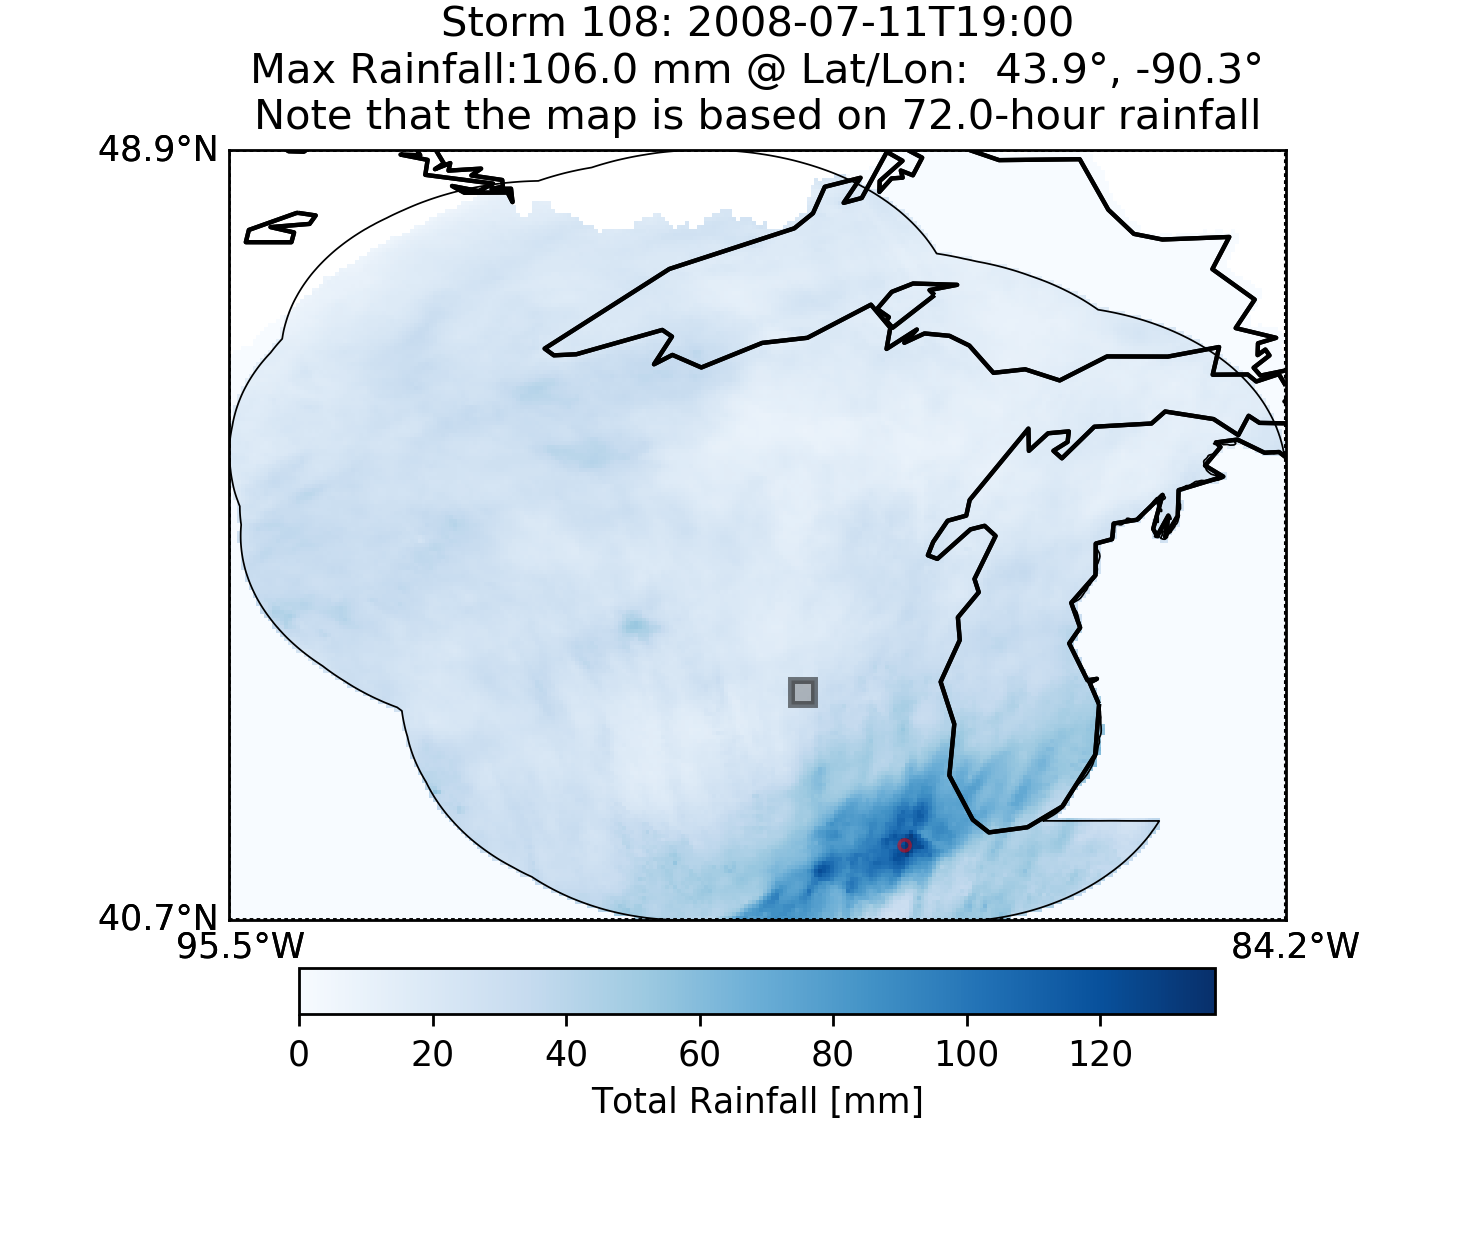 Storm 108: 2008-07-11T19:00
Max Rainfall:106.0 mm @ Lat/Lon:  43.9°, -90.3°
Note that the map is based on 72.0-hour rainfall
48.9°N
40.7°N
95.5°W 84.2°W
0 20 40 60 80 100 120
Total Rainfall [mm]